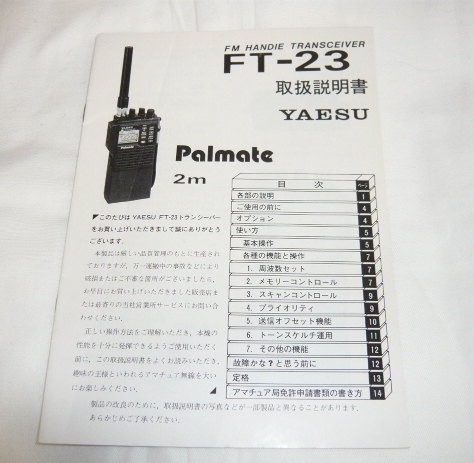 FM HANDIE TRANSCEIVER
FT-23
取扱説明書
YAESU
Palmate
2m
目 次 ページ
各部の説明 1
ご使用の前に 4
オプション 4
使い方 5
基本操作 5
各種の機能と操作 7
1. 周波数セット 7
2. メモリーコントロール 7
3. スキャンコントロール 9
4. プライオリティ 9
5. 送信オフセット機能 10
6. トーンスケルチ運用 11
7. その他の機能 12
故障かな?と思う前に 12
定格 13
アマチュア局免許申請書類の書き方 14
このたびは YAESU FT-23 トランシーバー
をお買い上げいただきまして誠にありがとう
ございます。
本製品は厳しい品質管理のもとに生産され
ておりますが、万一運搬中の事故などにより
破損またはご不審な箇所がございましたら、
お早目にお買い上げいただきました販売店ま
たは最寄りの当社営業所サービスにお問い合
わせください。
正しい操作方法をご理解いただき、本機の
性能を十分に発揮できるようご使用いただく
前に、この取扱説明書をよくお読みいただき、
趣味の王様といわれるアマチュア無線を大い
にお楽しみください。
製品の改良のために、取扱説明書の写真などが一部製品と異なることがあります。
あらかじめご了承ください。